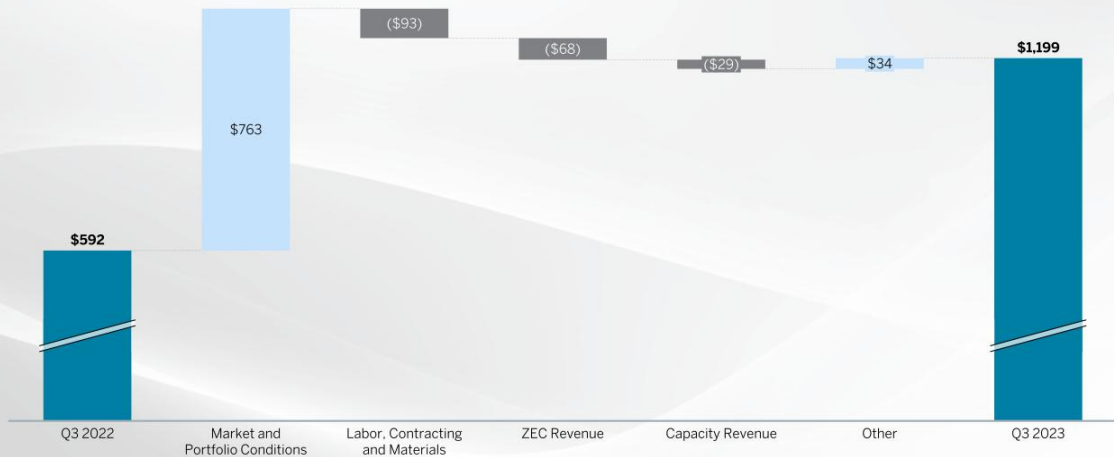 ($93)
($68)
$1,199
($29)
$34
$763
$592
Q3 2022
Market and
Portfolio Conditions
Labor, Contracting
and Materials
ZEC Revenue
Capacity Revenue
Other
Q3 2023